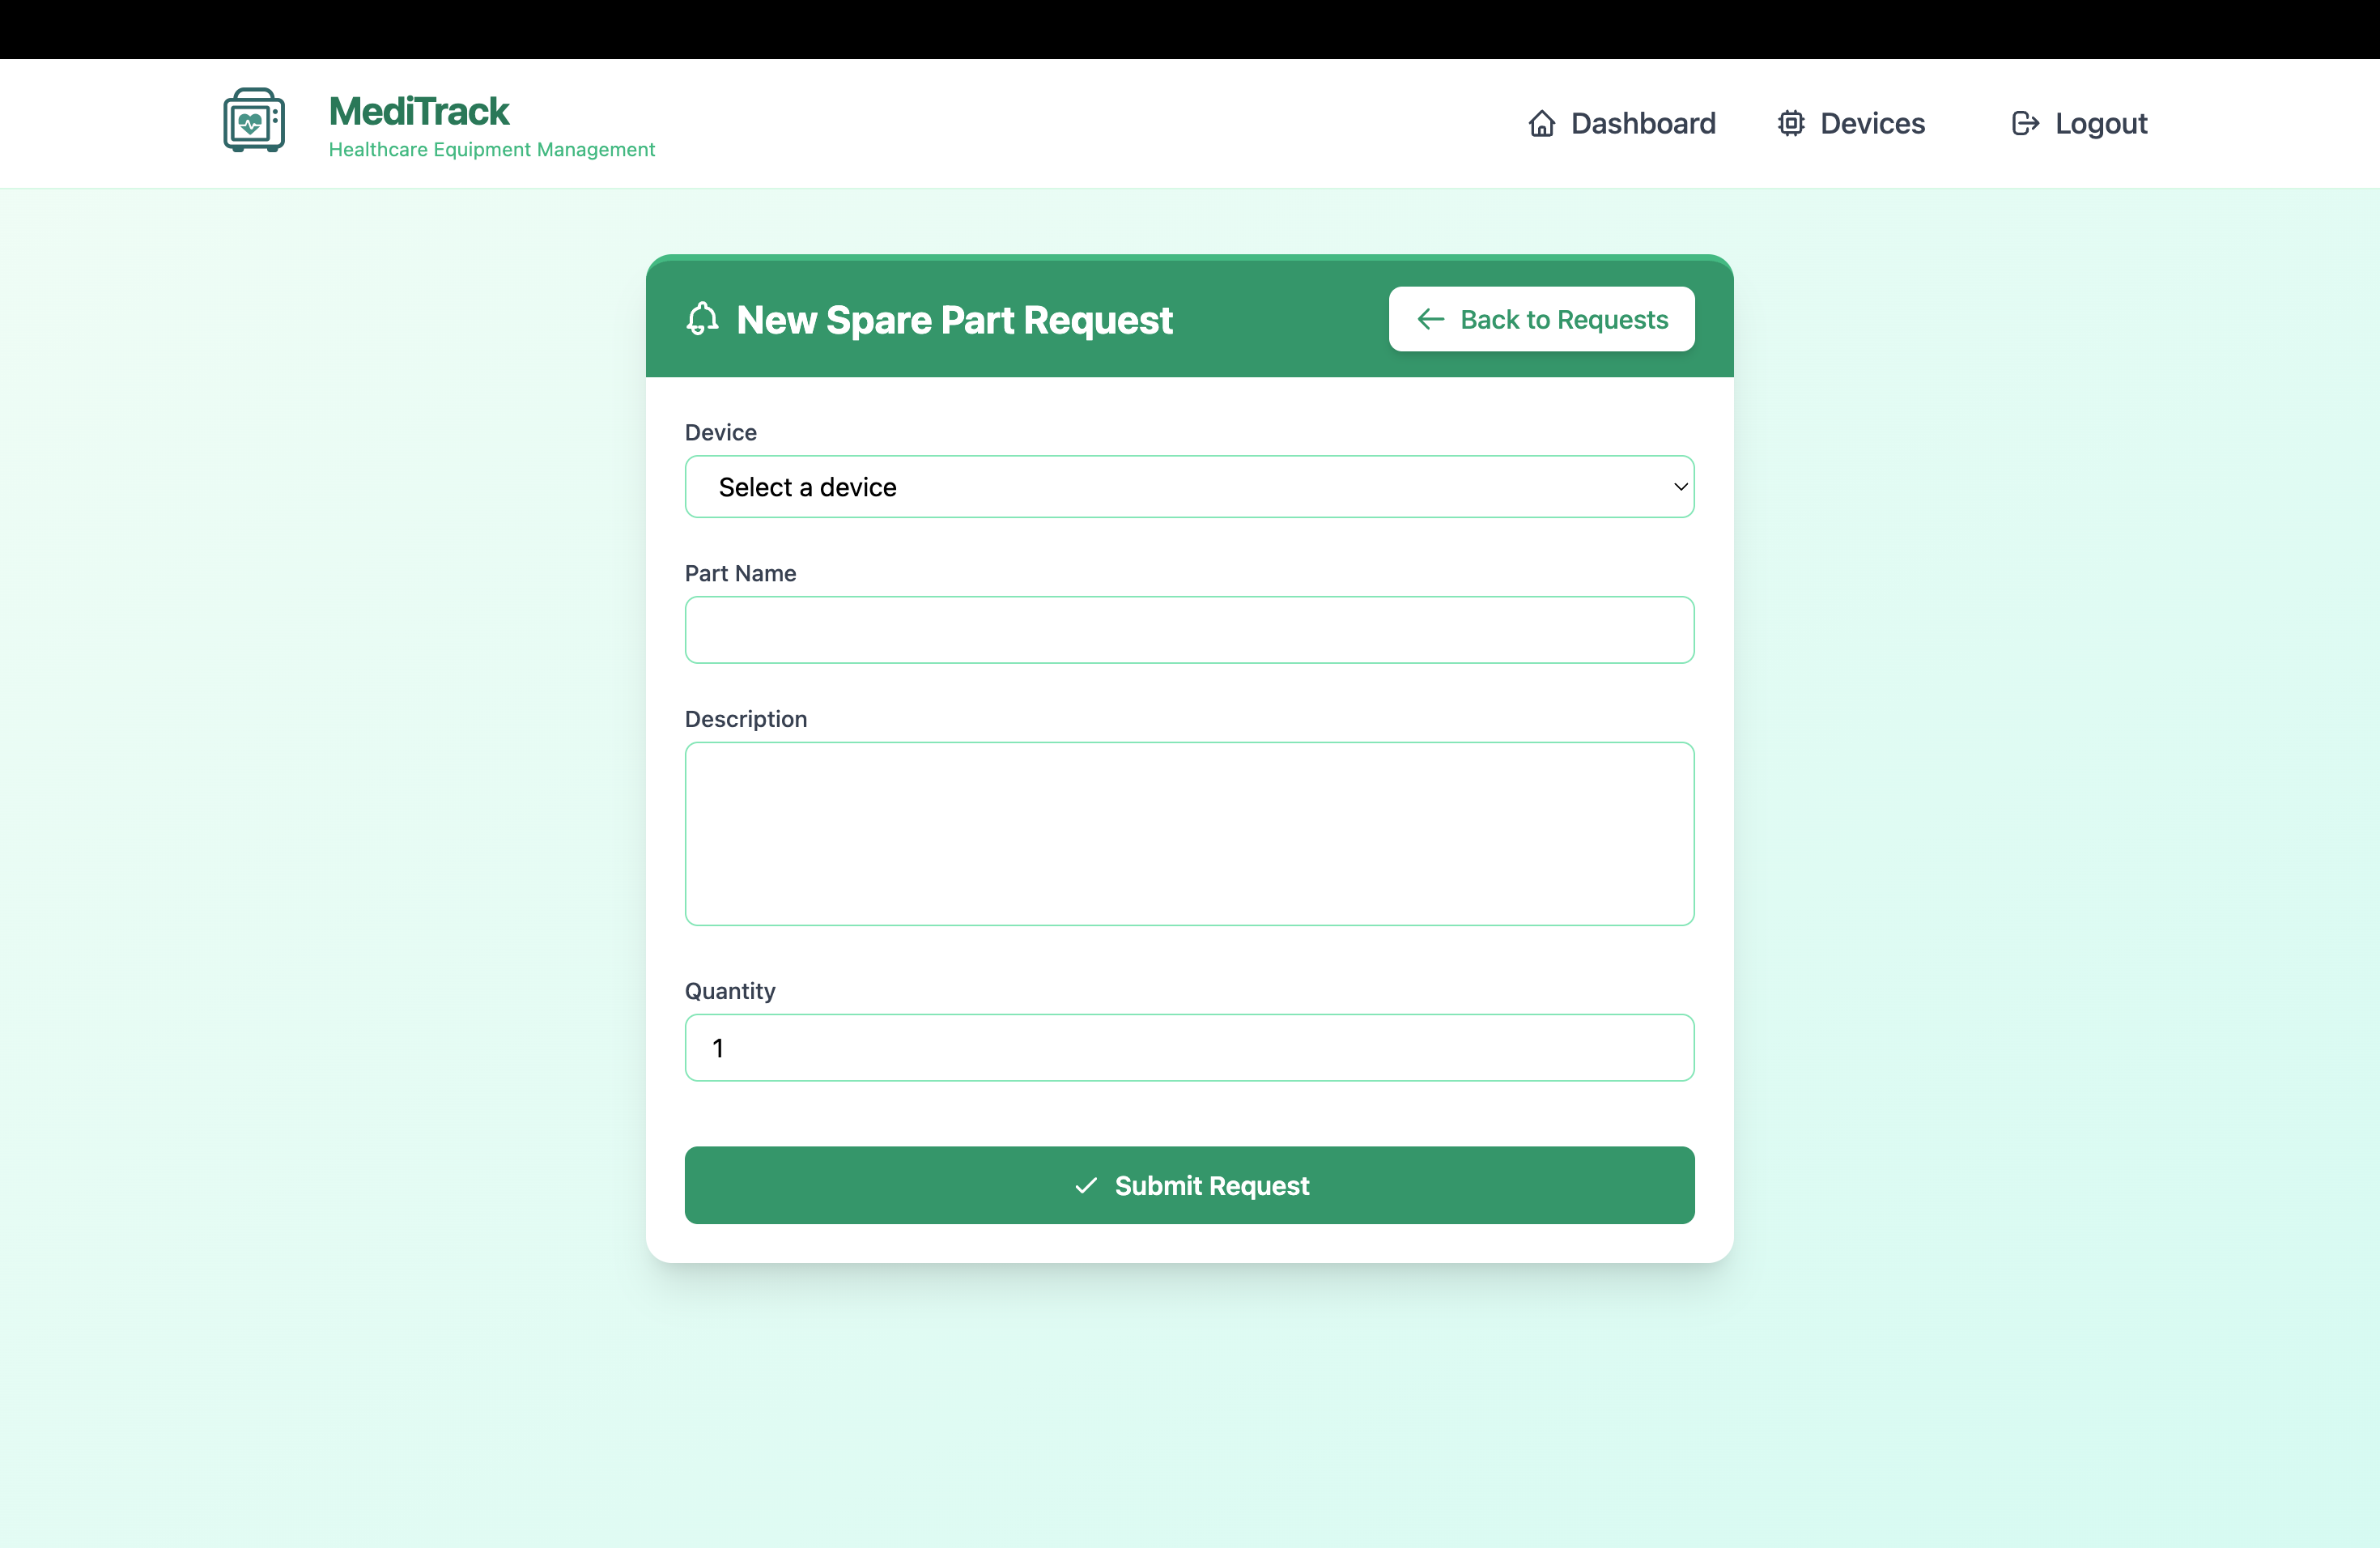 MediTrack
Healthcare Equipment Management
Dashboard
Devices
Logout
New Spare Part Request
Back to Requests
Device
Select a device
Part Name
Description
Quantity
1
Submit Request